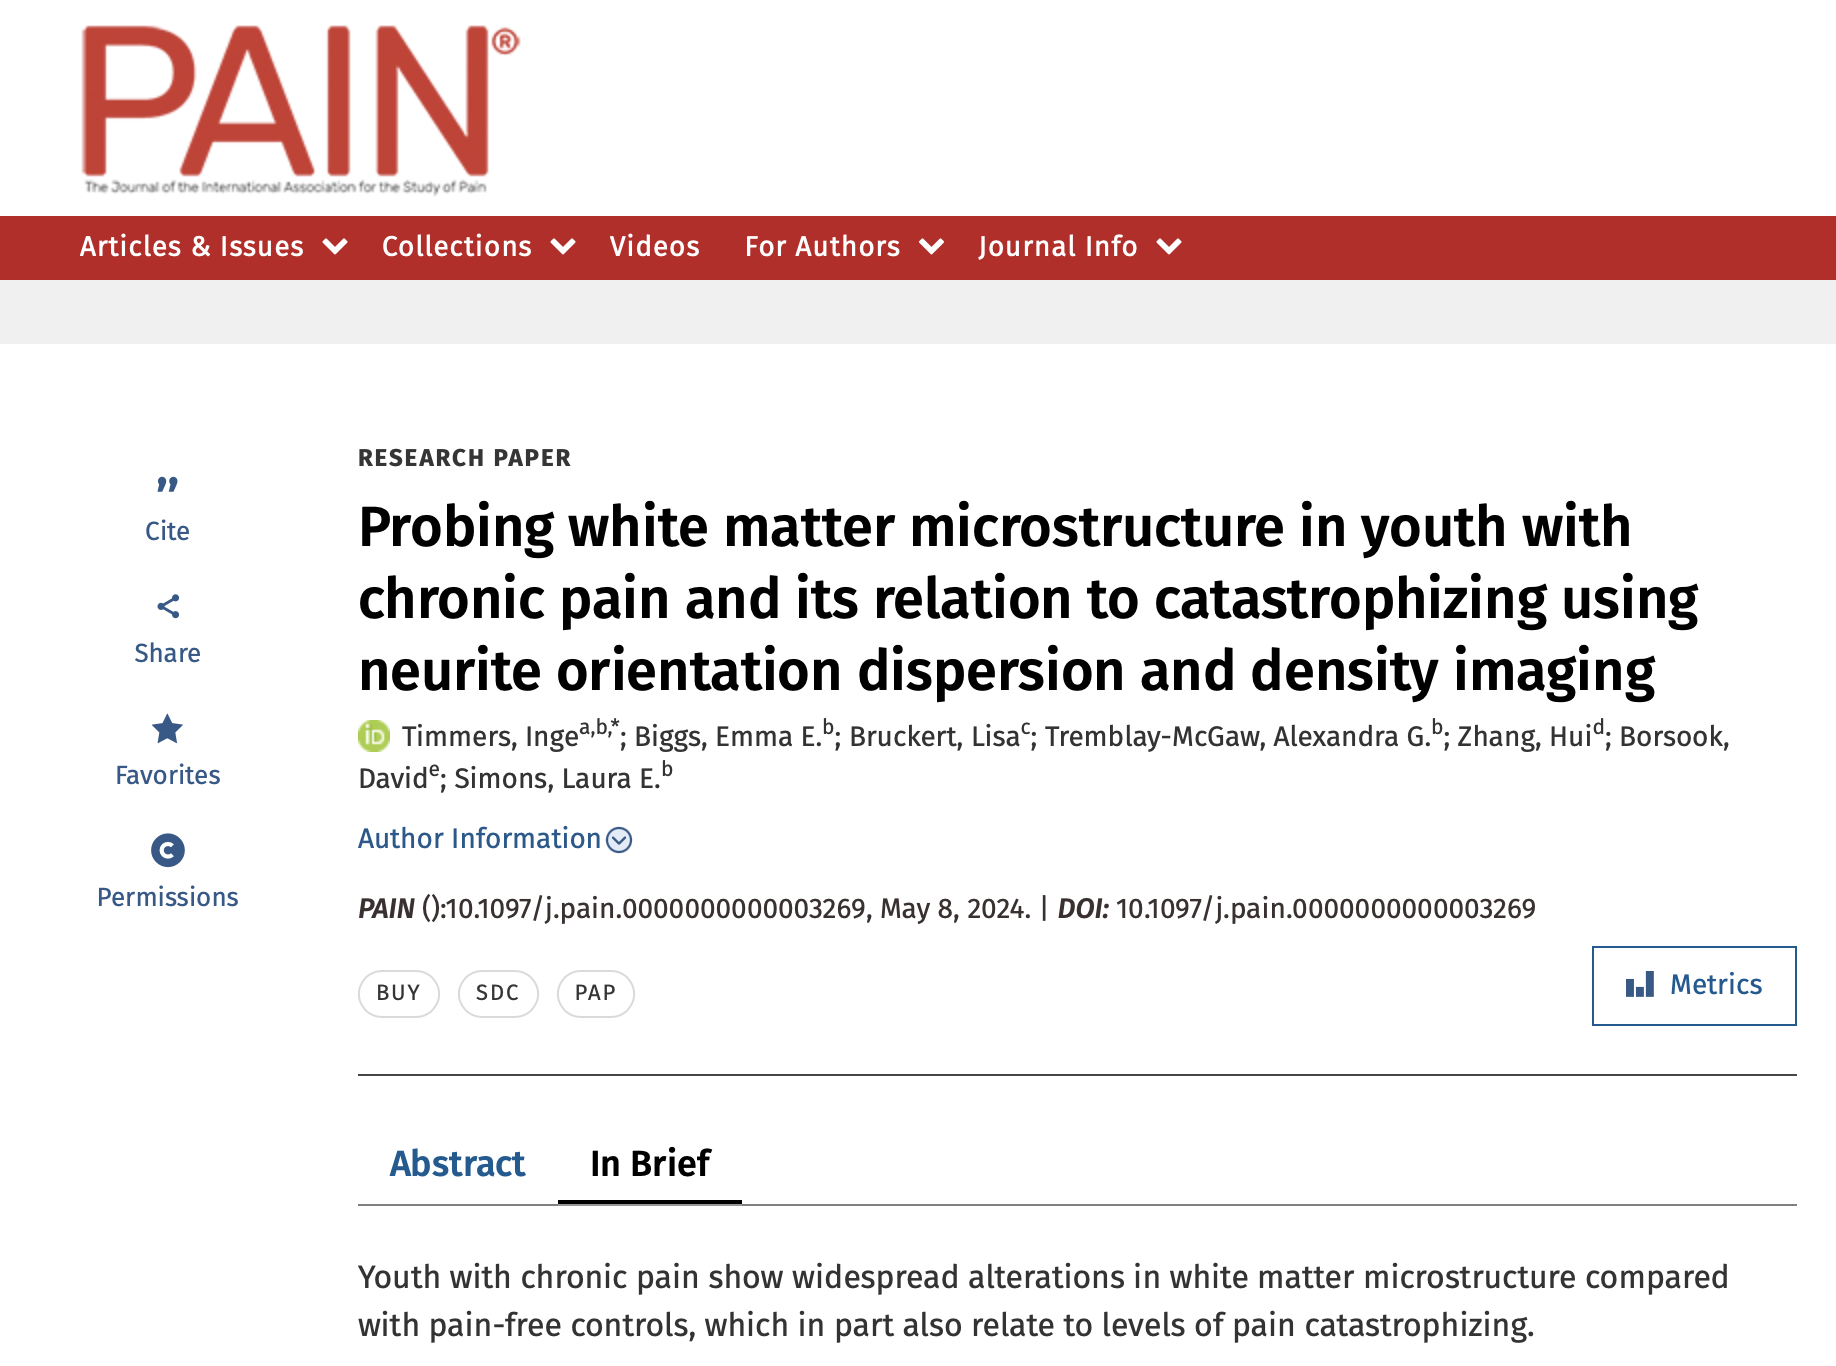 PAIN®
The Journal of the International Association for the Study of Pain
Articles & Issues Collections Videos For Authors Journal Info
RESEARCH PAPER
Probing white matter microstructure in youth with
chronic pain and its relation to catastrophizing using
neurite orientation dispersion and density imaging
iD Timmers, Inge a,b,*; Biggs, Emma E. b; Bruckert, Lisa c; Tremblay-McGaw, Alexandra G. b; Zhang, Hui d; Borsook,
David e; Simons, Laura E. b
Author Information
PAIN ():10.1097/j.pain.0000000000003269, May 8, 2024. | DOI: 10.1097/j.pain.0000000000003269
BUY SDC PAP
Metrics
Cite
Share
Favorites
Permissions
Abstract In Brief
Youth with chronic pain show widespread alterations in white matter microstructure compared
with pain-free controls, which in part also relate to levels of pain catastrophizing.